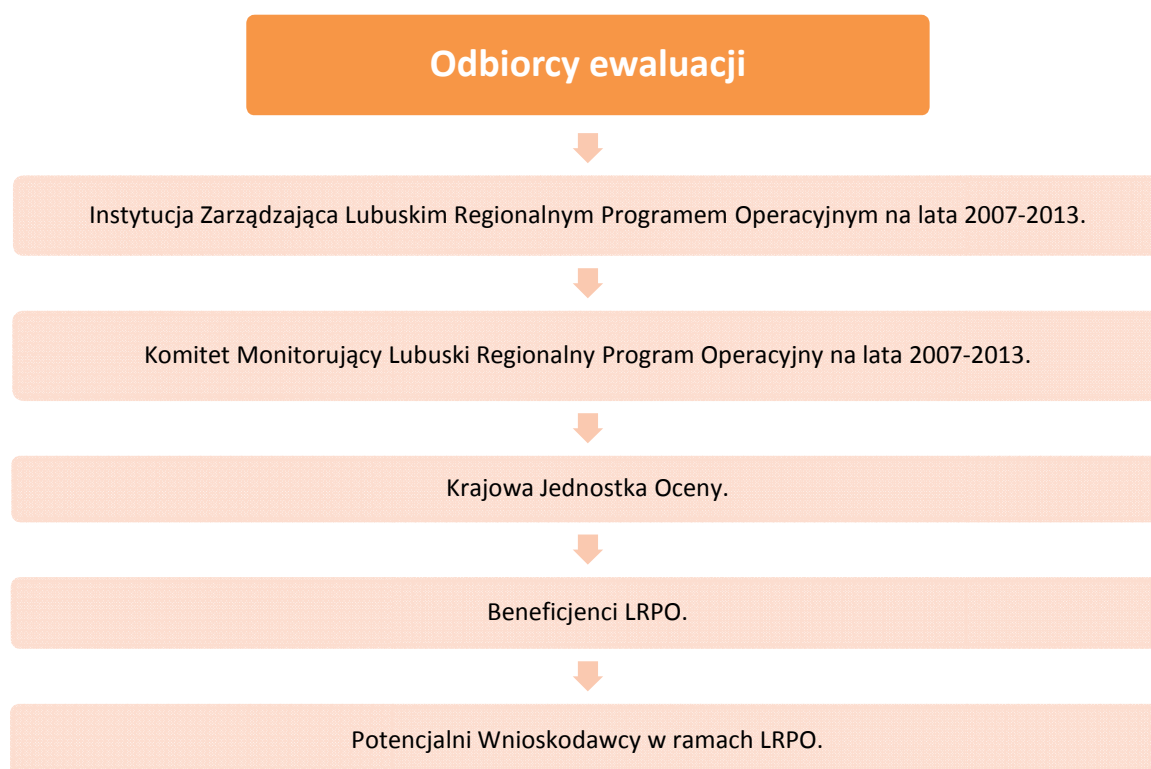 Odbiorcy ewaluacji
Instytucja Zarządzająca Lubuskim Regionalnym Programem Operacyjnym na lata 2007-2013.
Komitet Monitorujący Lubuski Regionalny Program Operacyjny na lata 2007-2013.
Krajowa Jednostka Oceny.
Beneficjenci LRPO.
Potencjalni Wnioskodawcy w ramach LRPO.